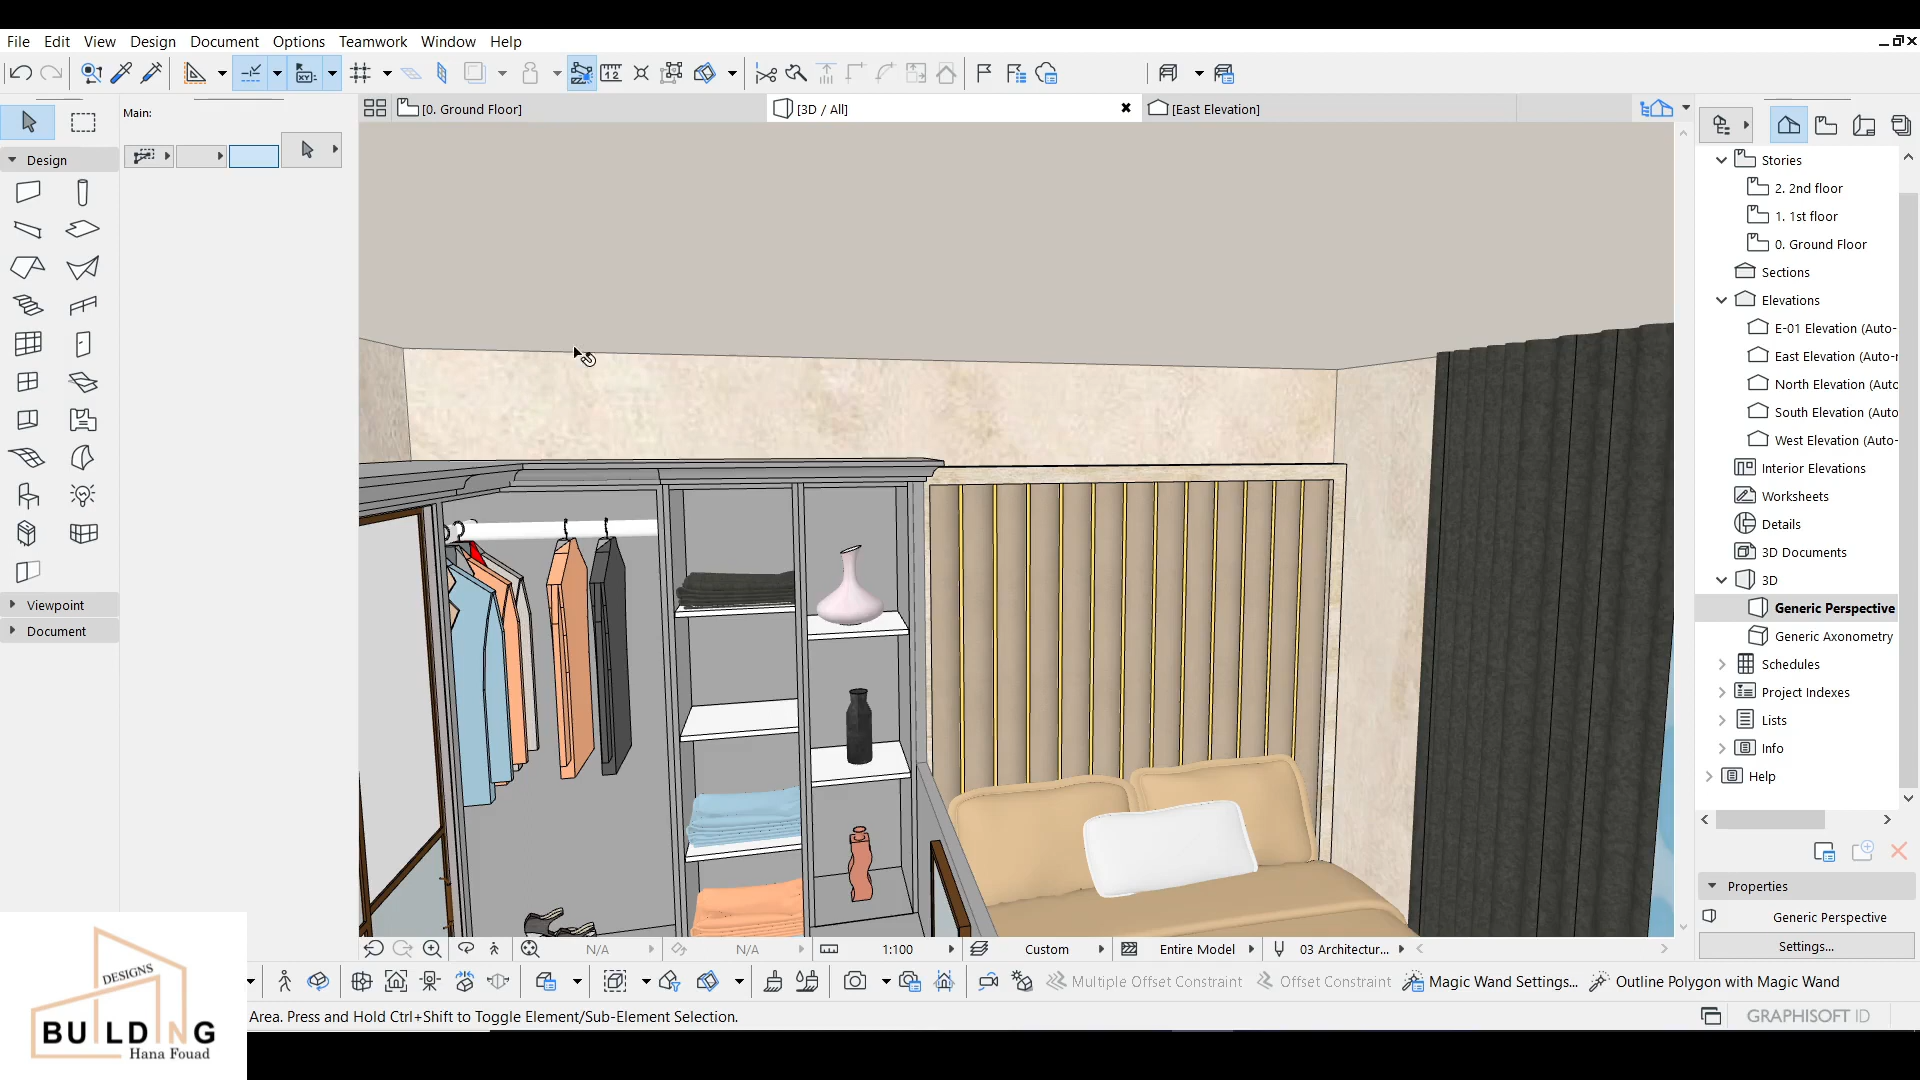 File Edit View Design Document Options Teamwork Window Help
[0. Ground Floor]
[3D / All]
[East Elevation]
Main:
Design
Viewpoint
Document
Stories
2. 2nd floor
1. 1st floor
0. Ground Floor
Sections
Elevations
E-01 Elevation (Auto-
East Elevation (Auto-r
North Elevation (Auto
South Elevation (Auto
West Elevation (Auto-
Interior Elevations
Worksheets
Details
3D Documents
3D
Generic Perspective
Generic Axonometry
Schedules
Project Indexes
Lists
Info
Help
Properties
Generic Perspective
Settings...
N/A N/A 1:100 Custom Entire Model 03 Architectur...
Multiple Offset Constraint Offset Constraint Magic Wand Settings... Outline Polygon with Magic Wand
Area. Press and Hold Ctrl+Shift to Toggle Element/Sub-Element Selection.
GRAPHISOFT ID
DESIGNS
BUILDING
Hana Fouad